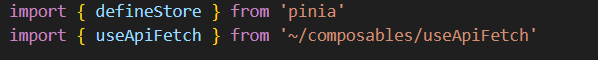 import { defineStore } from 'pinia'
import { useApiFetch } from '~/composables/useApiFetch'